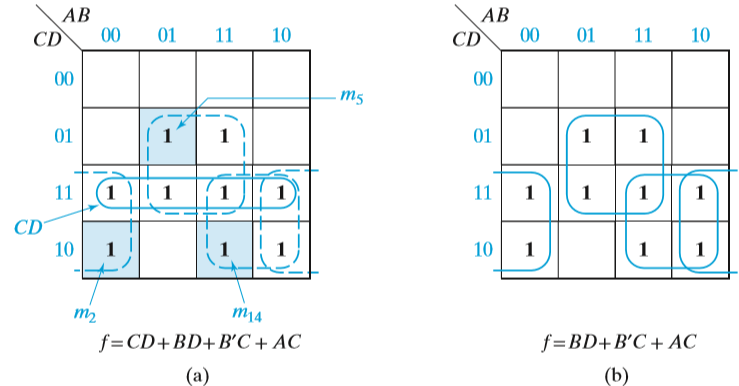 AB
CD 00 01 11 10
00
01 1 1
11 1 1 1 1
10 1 1 1
m5
CD
m2
m14
f=CD+BD+B′C + AC
(a)
AB
CD 00 01 11 10
00
01 1 1
11 1 1 1 1
10 1 1 1
f=BD+B′C + AC
(b)